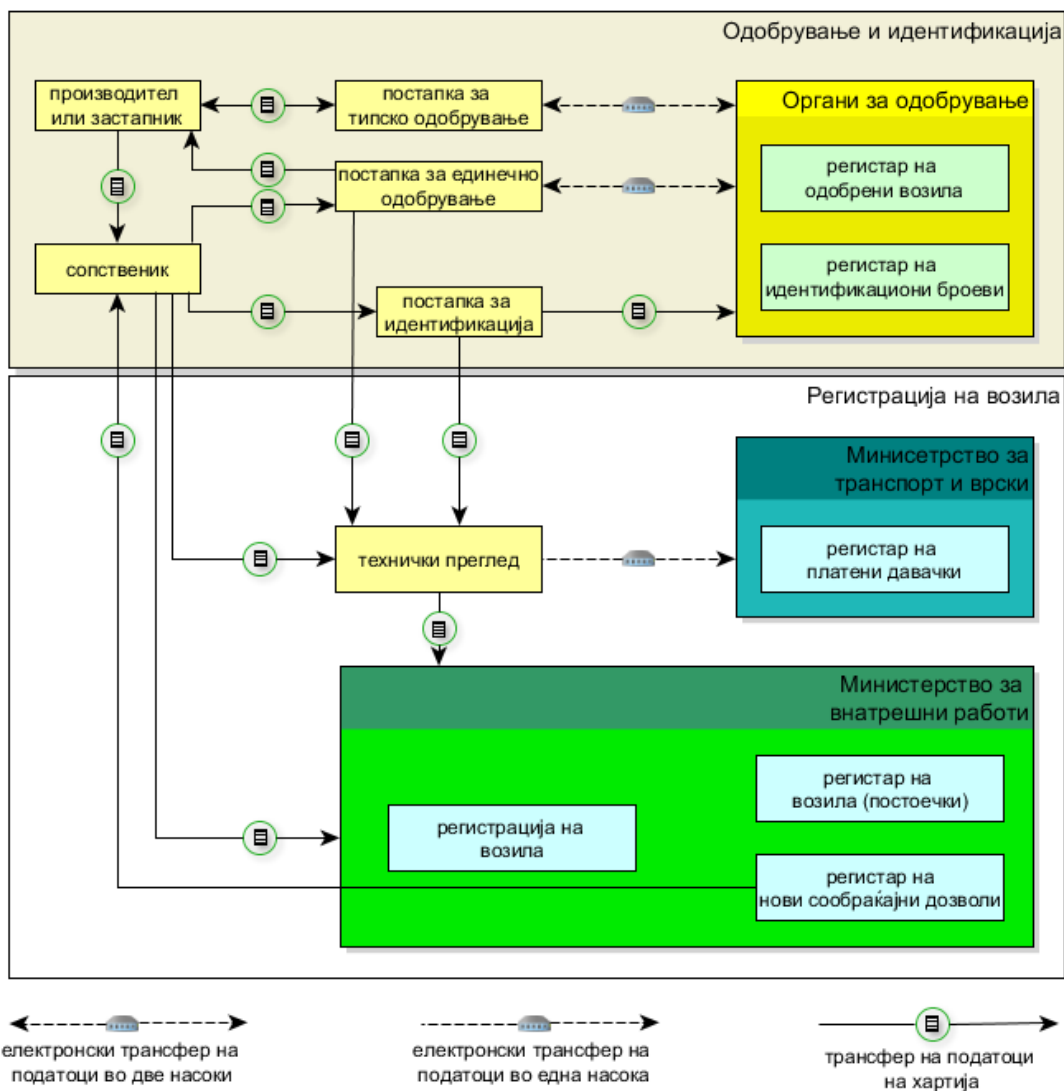 Одобрување и идентификација
производител
или застапник
постапка за
типско одобрување
Органи за одобрување
регистар на
одобрени возила
постапка за единечно
одобрување
сопственик
регистар на
идентификациони броеви
постапка за
идентификација
Регистрација на возила
Минисетрство за
транспорт и врски
регистар на
платени давачки
технички преглед
Министерство за
внатрешни работи
регистар на
возила (постоечки)
регистрација на
возила
регистар на
нови сообраќајни дозволи
електронски трансфер на
податоци во две насоки
електронски трансфер на
податоци во една насока
трансфер на податоци
на хартија